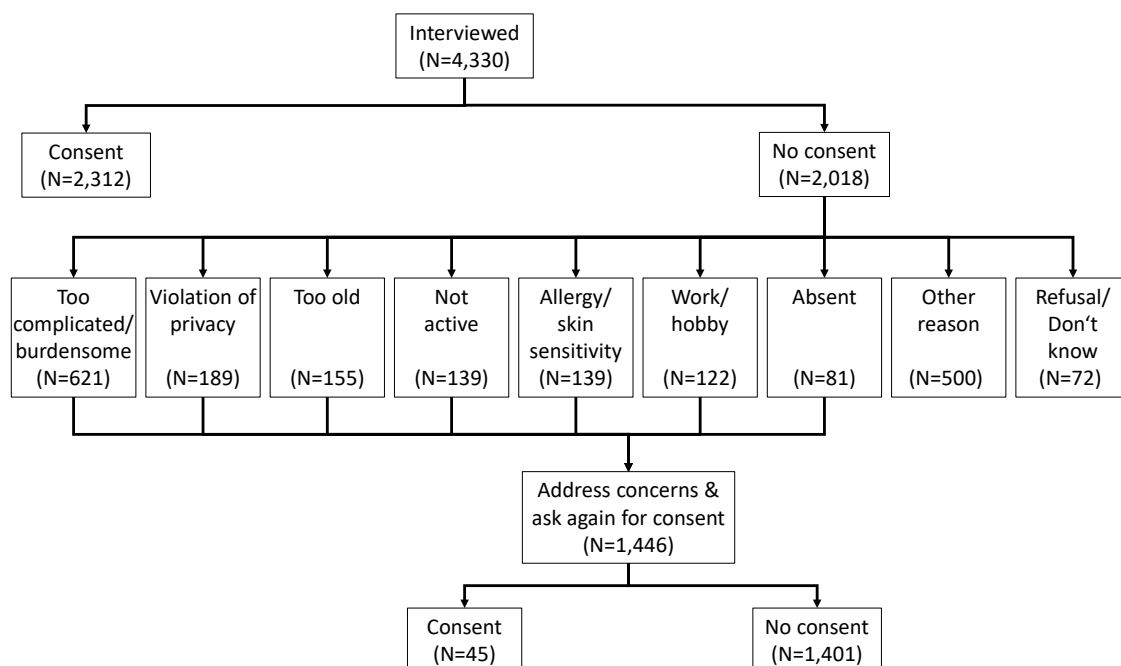 Interviewed
(N=4,330)
Consent
(N=2,312)
No consent
(N=2,018)
Too
complicated/
burdensome
(N=621)
Violation of
privacy
(N=189)
Too old
(N=155)
Not
active
(N=139)
Allergy/
skin
sensitivity
(N=139)
Work/
hobby
(N=122)
Absent
(N=81)
Other
reason
(N=500)
Refusal/
Don‘t
know
(N=72)
Address concerns &
ask again for consent
(N=1,446)
Consent
(N=45)
No consent
(N=1,401)